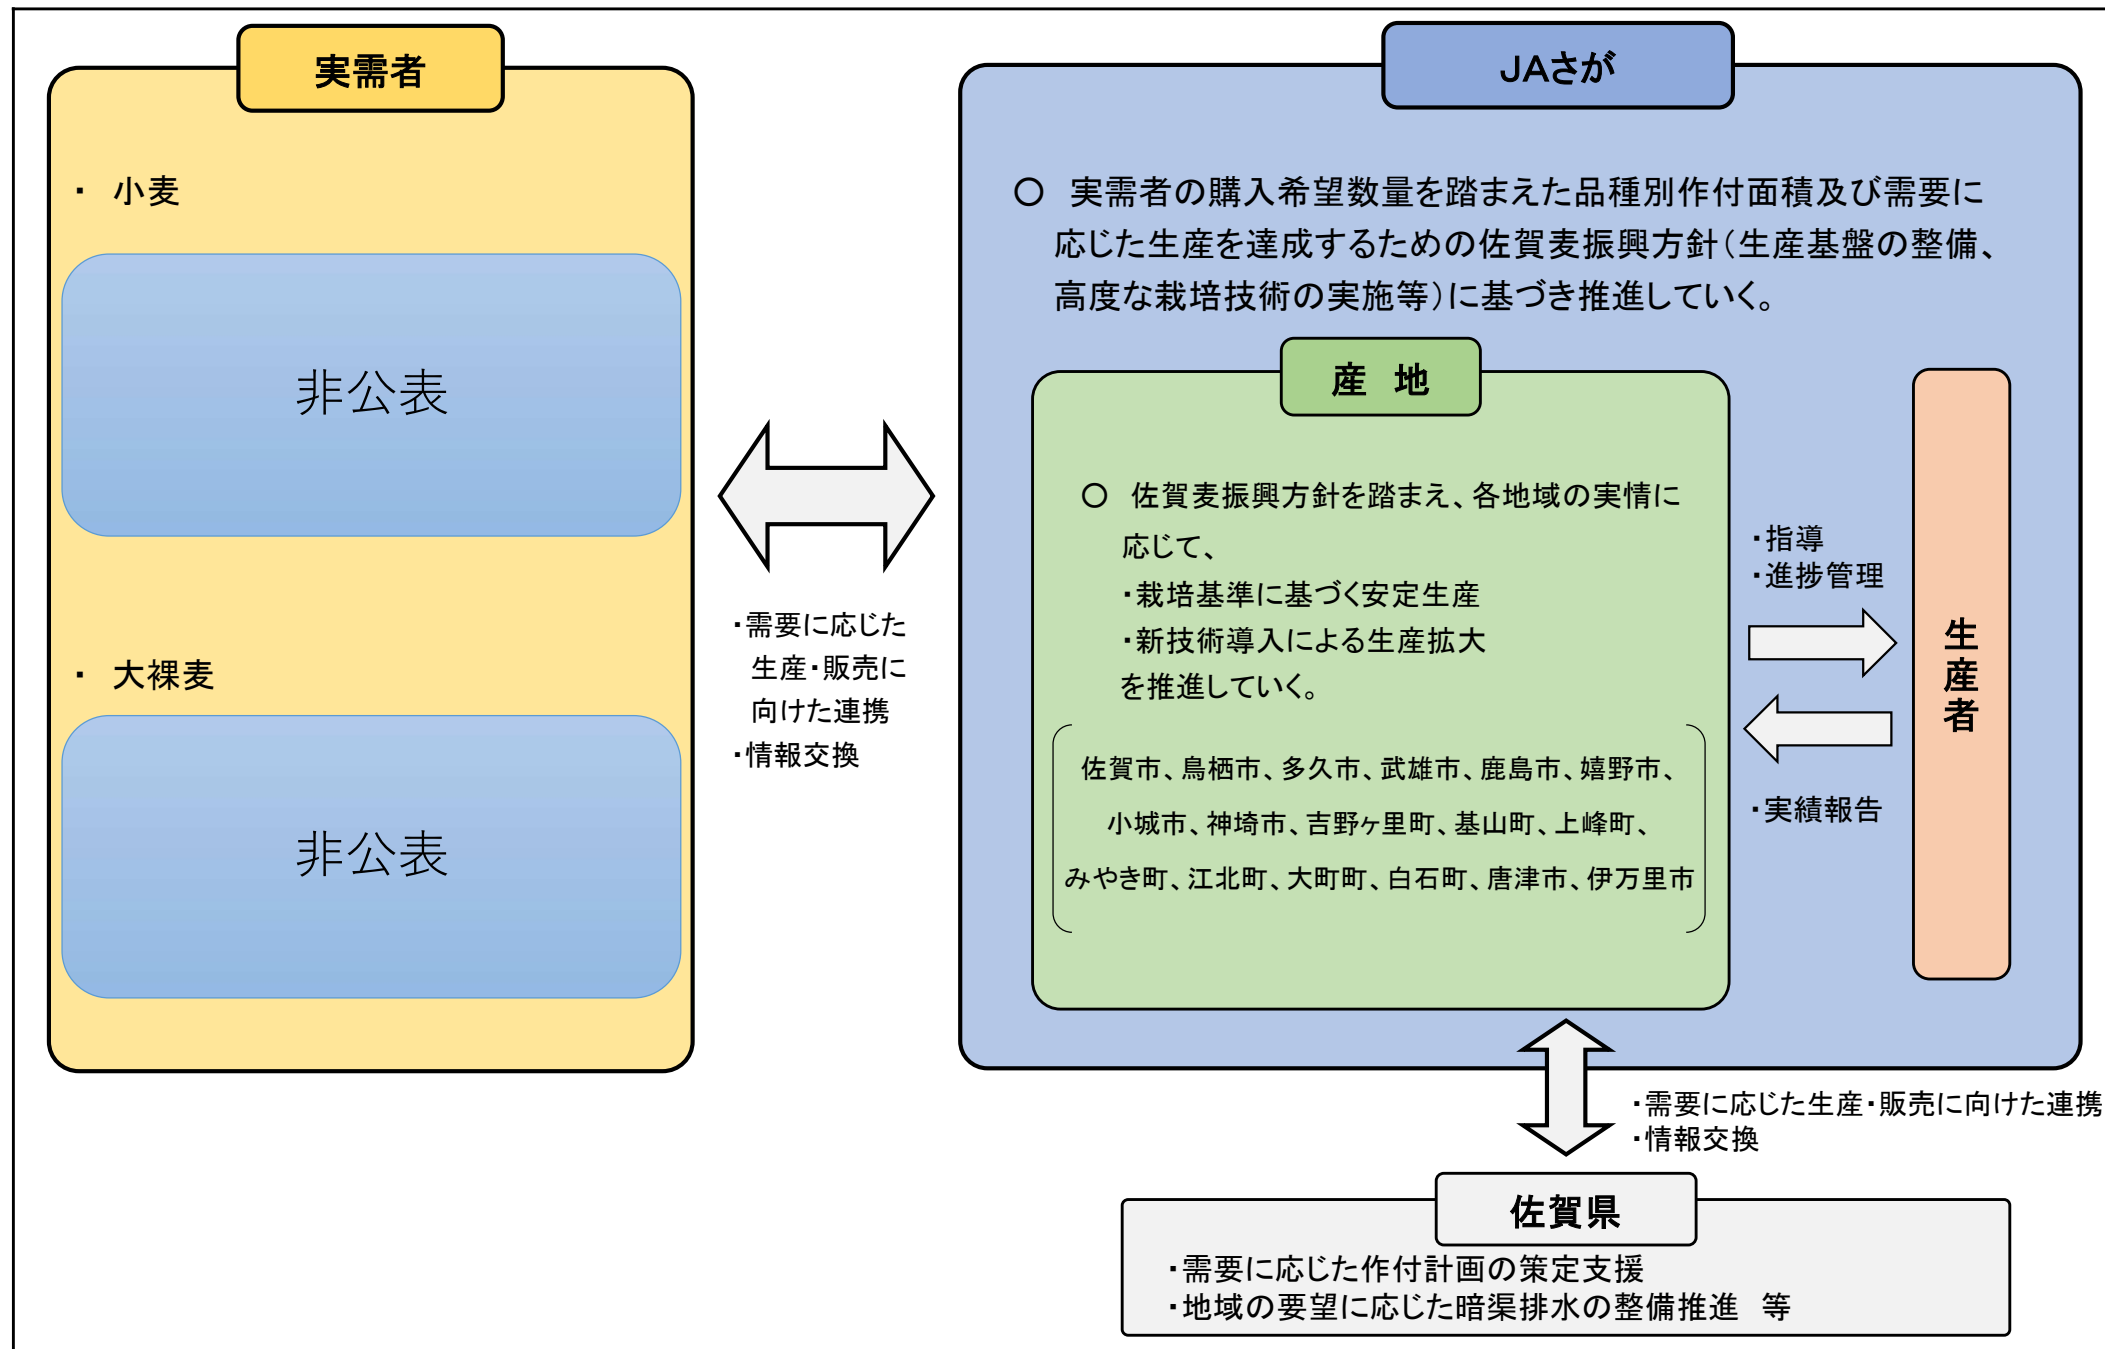 実需者
・ 小麦
非公表
・ 大裸麦
非公表
・需要に応じた
生産・販売に
向けた連携
・情報交換
JAさが
○ 実需者の購入希望数量を踏まえた品種別作付面積及び需要に
応じた生産を達成するための佐賀麦振興方針（生産基盤の整備、
高度な栽培技術の実施等）に基づき推進していく。
産 地
○ 佐賀麦振興方針を踏まえ、各地域の実情に
応じて、
・栽培基準に基づく安定生産
・新技術導入による生産拡大
を推進していく。
佐賀市、鳥栖市、多久市、武雄市、鹿島市、嬉野市、
小城市、神埼市、吉野ヶ里町、基山町、上峰町、
みやき町、江北町、大町町、白石町、唐津市、伊万里市
・指導
・進捗管理
・実績報告
生産者
・需要に応じた生産・販売に向けた連携
・情報交換
佐賀県
・需要に応じた作付計画の策定支援
・地域の要望に応じた暗渠排水の整備推進 等